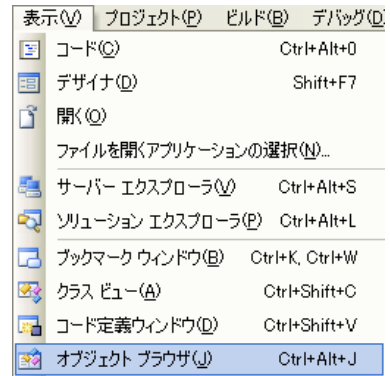 表示(V) プロジェクト(P) ビルド(B) デバッグ(D
コード(C) Ctrl+Alt+0
デザイナ(D) Shift+F7
開く(O)
ファイルを開くアプリケーションの選択(N)...
サーバー エクスプローラ(V) Ctrl+Alt+S
ソリューション エクスプローラ(P) Ctrl+Alt+L
ブックマーク ウィンドウ(B) Ctrl+K, Ctrl+W
クラス ビュー(A) Ctrl+Shift+C
コード定義ウィンドウ(D) Ctrl+Shift+V
オブジェクト ブラウザ(J) Ctrl+Alt+J